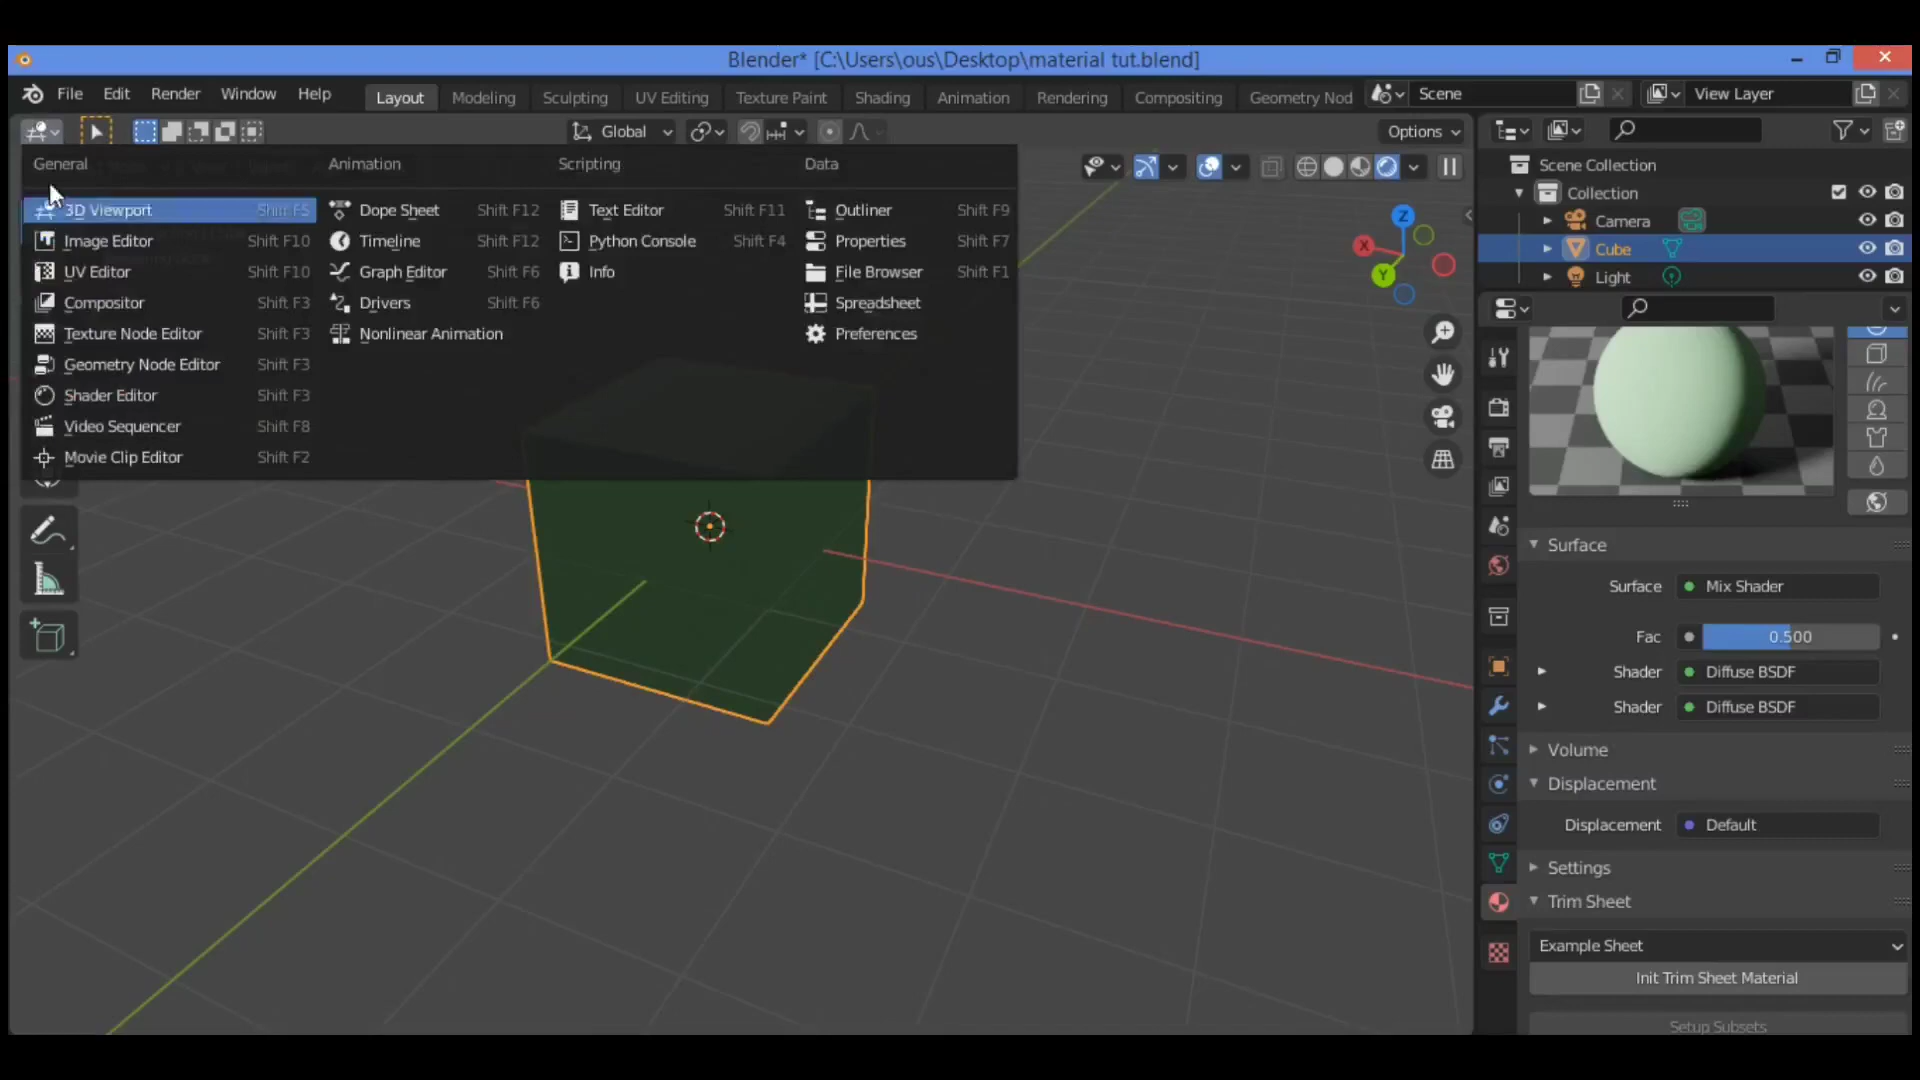 Blender* [C:\Users\ous\Desktop\material tut.blend]
File Edit Render Window Help Layout Modeling Sculpting UV Editing Texture Paint Shading Animation Rendering Compositing Geometry Nod Scene View Layer
Global Options
General Animation Scripting Data
3D Viewport Shift F5 Dope Sheet Shift F12 Text Editor Shift F11 Outliner Shift F9
Image Editor Shift F10 Timeline Shift F12 Python Console Shift F4 Properties Shift F7
UV Editor Shift F10 Graph Editor Shift F6 Info File Browser Shift F1
Compositor Shift F3 Drivers Shift F6 Spreadsheet
Texture Node Editor Shift F3 Nonlinear Animation Preferences
Geometry Node Editor Shift F3
Shader Editor Shift F3
Video Sequencer Shift F8
Movie Clip Editor Shift F2
Z
X
Y
Scene Collection
Collection
Camera
Cube
Light
Surface
Surface Mix Shader
Fac 0.500
Shader Diffuse BSDF
Shader Diffuse BSDF
Volume
Displacement
Displacement Default
Settings
Trim Sheet
Example Sheet
Init Trim Sheet Material
Setup Subsets